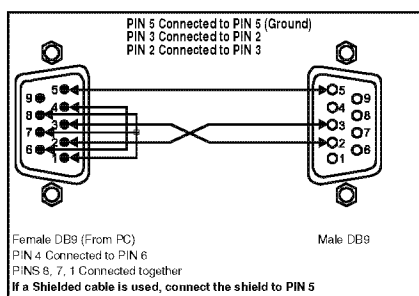 PIN 5 Connected to PIN 5 (Ground)
PIN 3 Connected to PIN 2
PIN 2 Connected to PIN 3
5
9
4
8
3
7
2
6
1
5
9
4
8
3
7
2
6
1
Female DB9 (From PC)
Male DB9
PIN 4 Connected to PIN 6
PINS 8, 7, 1 Connected together
If a Shielded cable is used, connect the shield to PIN 5